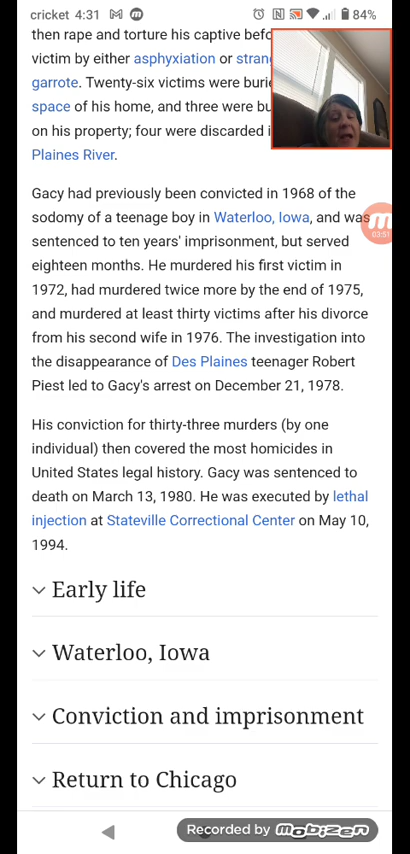 cricket 4:31 84%
then rape and torture his captive
victim by either asphyxiation or
garrote. Twenty-six victims were
space of his home, and three were
on his property; four were discarded
Plaines River.
Gacy had previously been convicted in 1968 of the
sodomy of a teenage boy in Waterloo, Iowa, and was
sentenced to ten years' imprisonment, but served
03:51
eighteen months. He murdered his first victim in
1972, had murdered twice more by the end of 1975,
and murdered at least thirty victims after his divorce
from his second wife in 1976. The investigation into
the disappearance of Des Plaines teenager Robert
Piest led to Gacy's arrest on December 21, 1978.
His conviction for thirty-three murders (by one
individual) then covered the most homicides in
United States legal history. Gacy was sentenced to
death on March 13, 1980. He was executed by lethal
injection at Stateville Correctional Center on May 10,
1994.
Early life
Waterloo, Iowa
Conviction and imprisonment
Return to Chicago
Recorded by mobizen